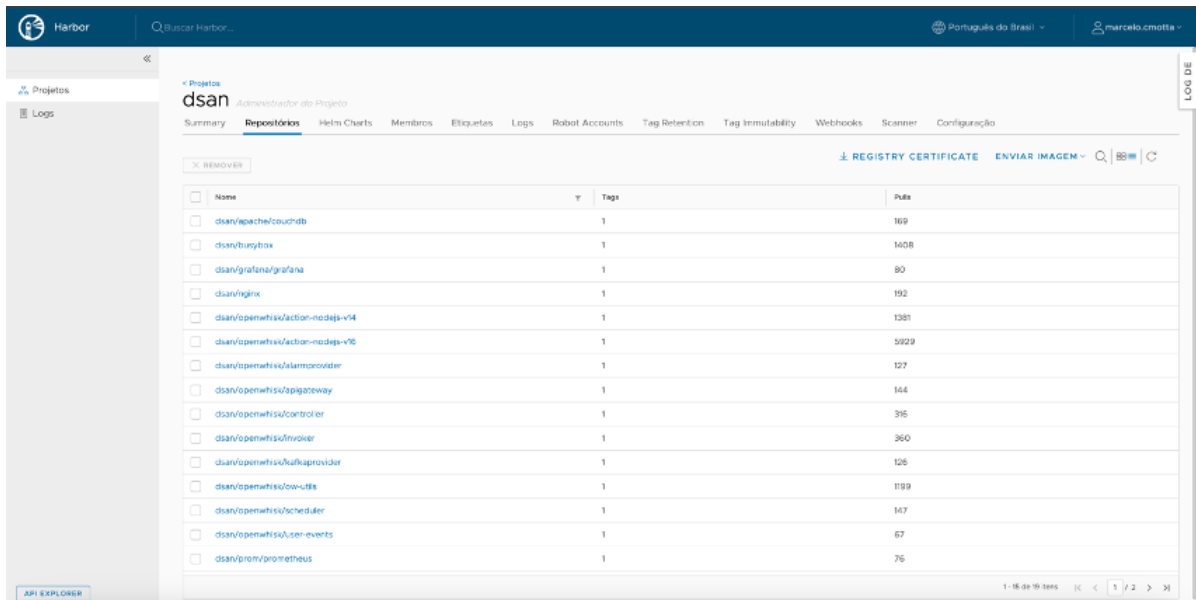 Harbor
Buscar Harbor...
Português do Brasil
marcelo.cmotta
LOG DE
Projetos
Logs
< Projetos
dsan Administrador do Projeto
Summary Repositórios Helm Charts Membros Etiquetas Logs Robot Accounts Tag Retention Tag Immutability Webhooks Scanner Configuração
× REMOVER
REGISTRY CERTIFICATE ENVIAR IMAGEM
Name Tags Pulls
dsan/apache/couchdb 1 169
dsan/busybox 1 1408
dsan/grafana/grafana 1 80
dsan/nginx 1 192
dsan/openwhisk/action-nodejs-v14 1 1381
dsan/openwhisk/action-nodejs-v16 1 5929
dsan/openwhisk/alarmprovider 1 127
dsan/openwhisk/apigateway 1 144
dsan/openwhisk/controller 1 316
dsan/openwhisk/invoker 1 360
dsan/openwhisk/kafkaprovider 1 126
dsan/openwhisk/ow-utils 1 1199
dsan/openwhisk/scheduler 1 147
dsan/openwhisk/user-events 1 67
dsan/prom/prometheus 1 76
1 - 15 de 19 itens 1 / 2
API EXPLORER